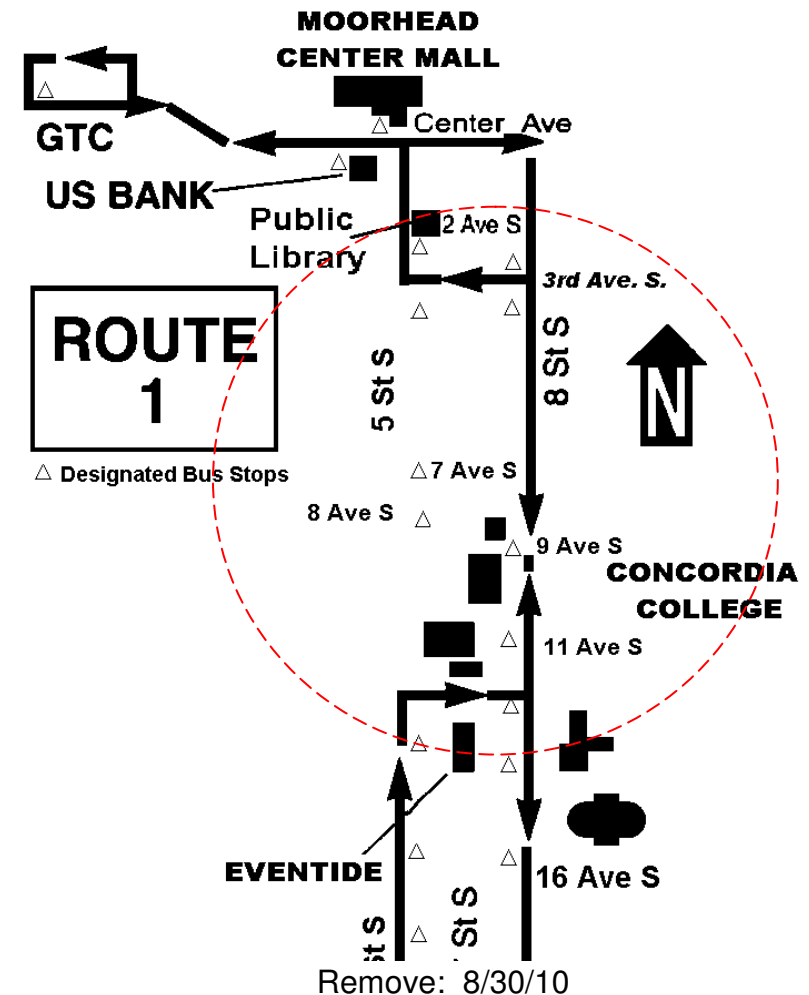 MOORHEAD
CENTER MALL
Center Ave
GTC
US BANK
Public
Library
2 Ave S
3rd Ave. S.
ROUTE
1
5 St S
8 St S
N
Designated Bus Stops
7 Ave S
8 Ave S
9 Ave S
CONCORDIA
COLLEGE
11 Ave S
EVENTIDE
16 Ave S
St S
St S
Remove: 8/30/10